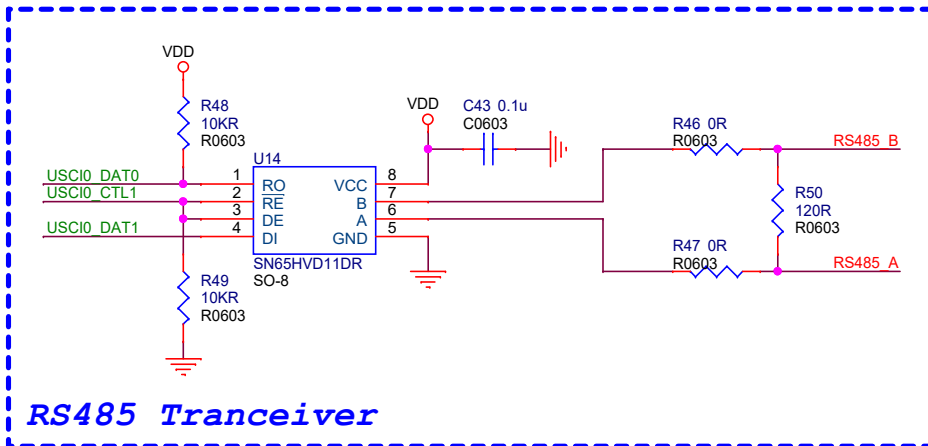 VDD
R48
10KR
R0603
VDD
C43 0.1u
C0603
R46 0R
R0603
RS485_B
U14
USCI0_DAT0
1
RO
VCC
8
USCI0_CTL1
2
RE
B
7
3
DE
A
6
USCI0_DAT1
4
DI
GND
5
R50
120R
R0603
SN65HVD11DR
SO-8
R47 0R
R0603
RS485_A
R49
10KR
R0603
RS485 Tranceiver